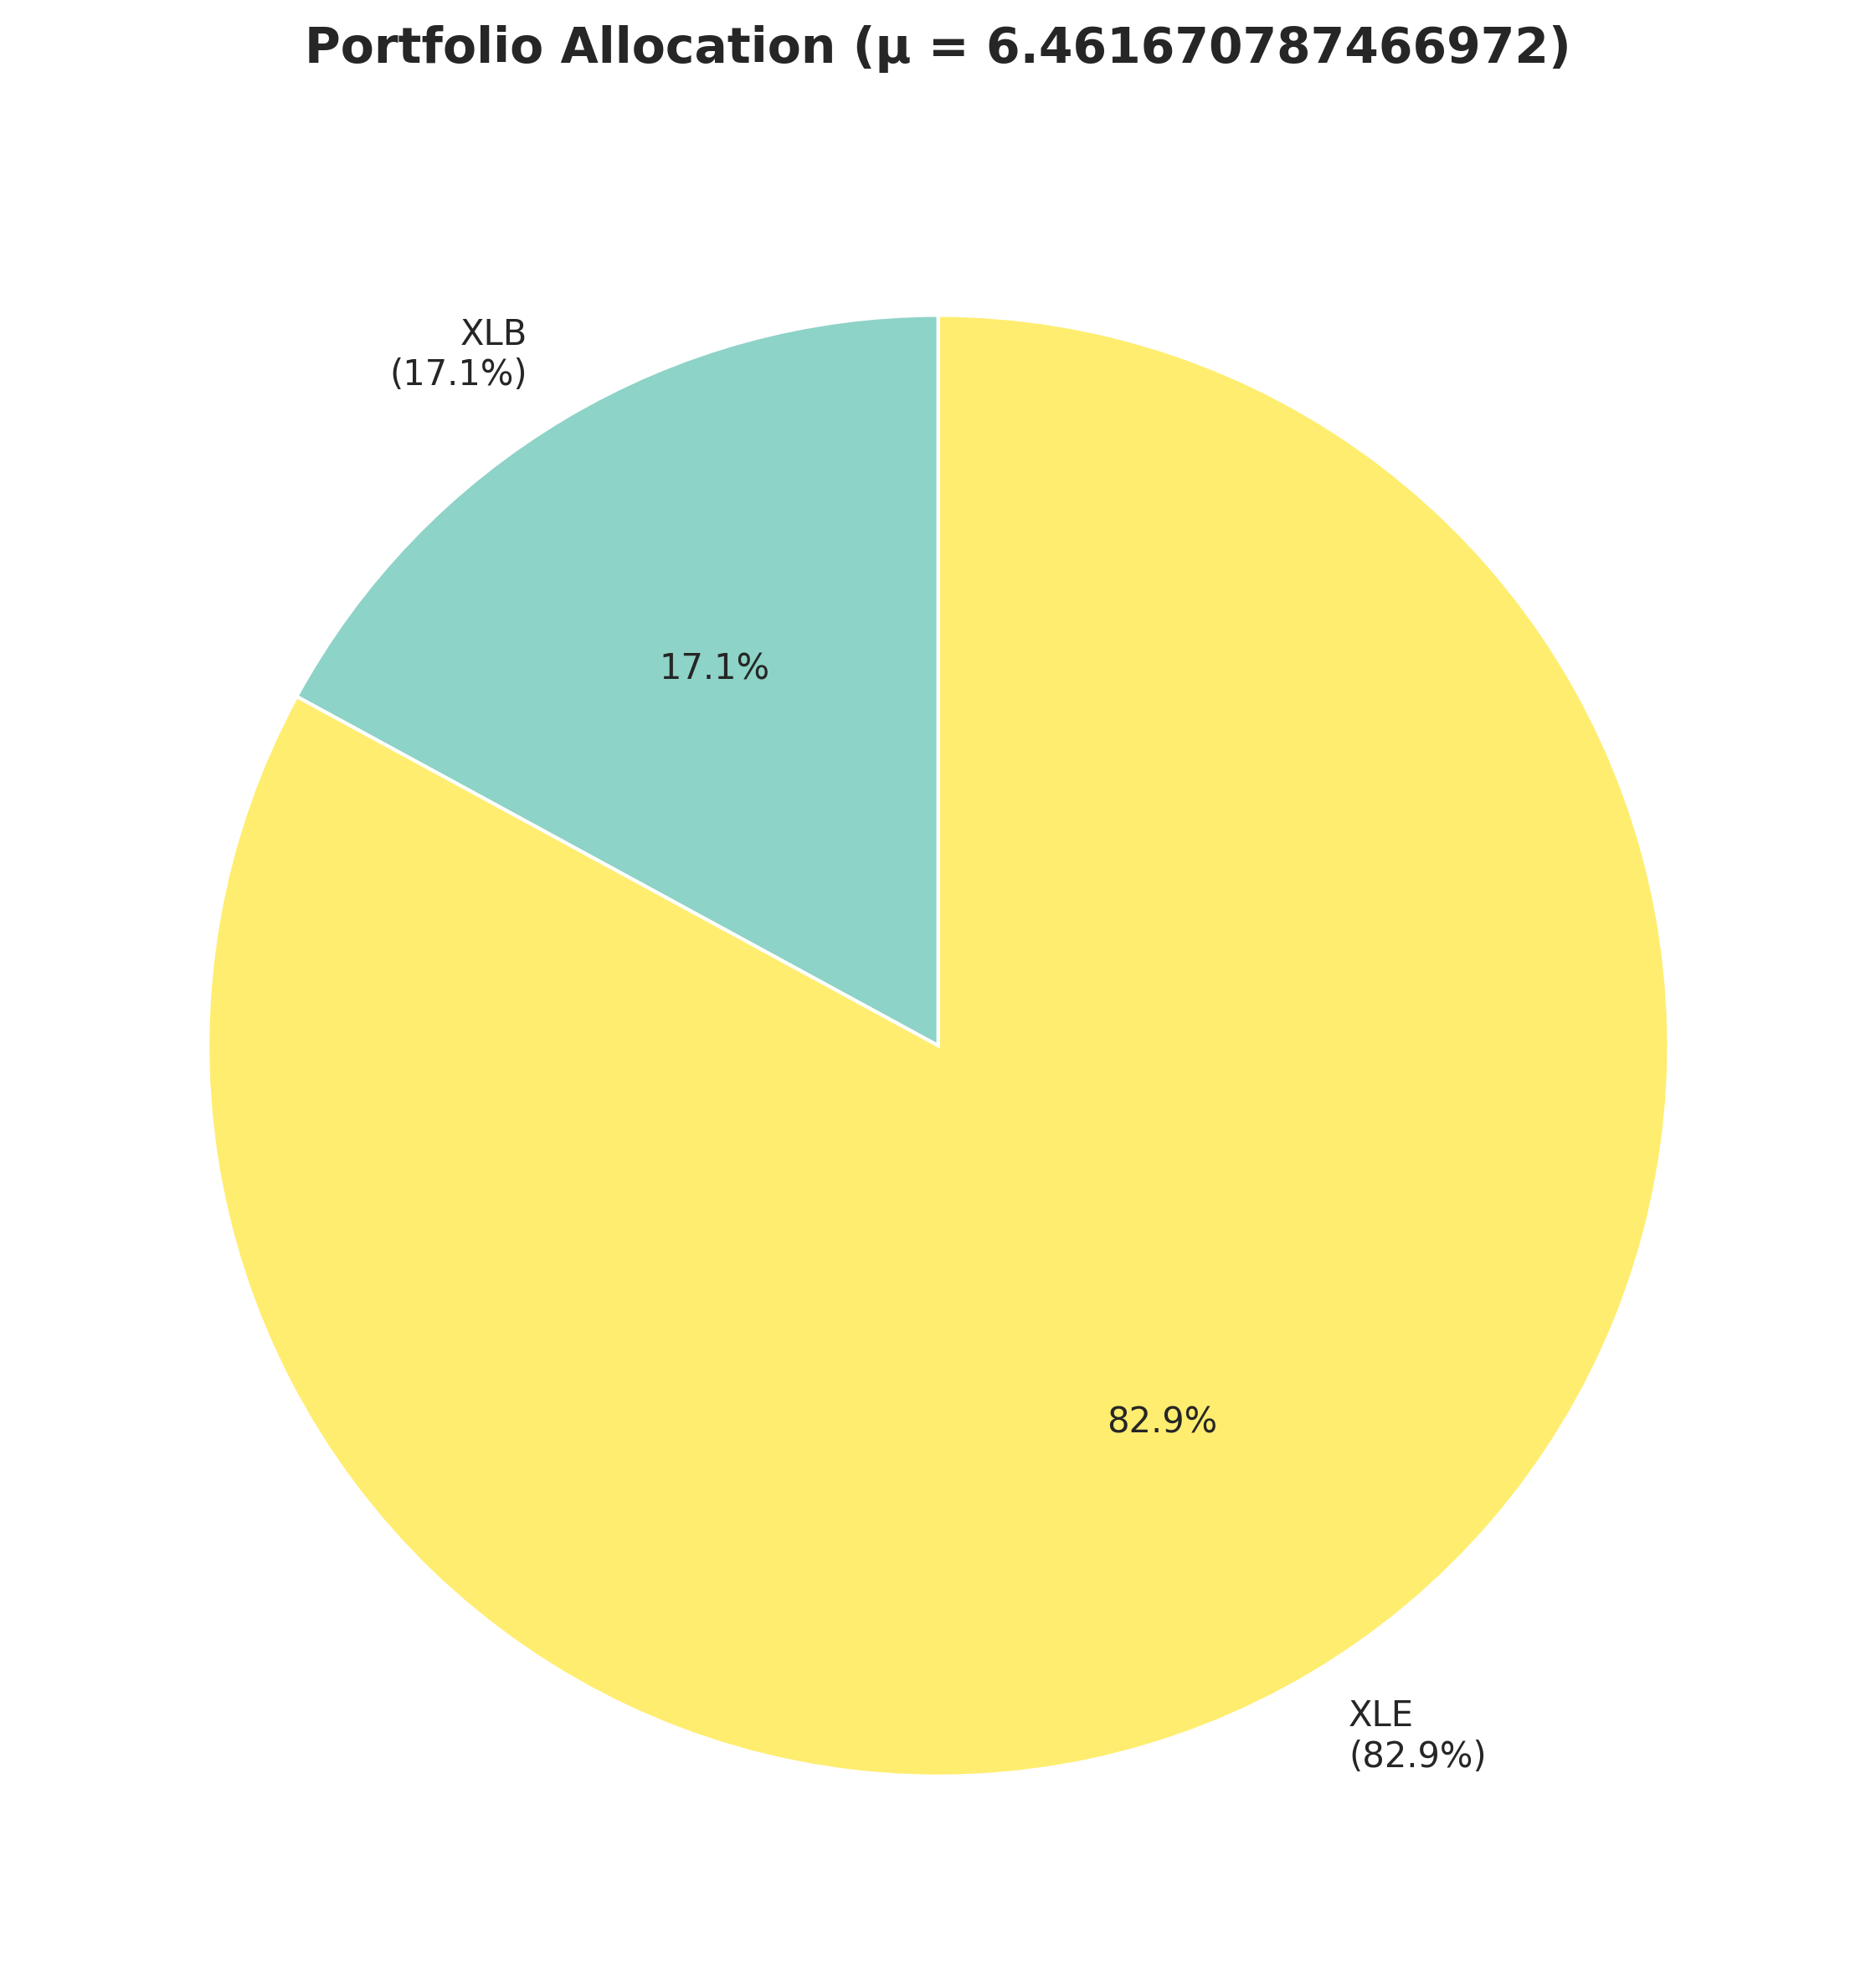 Portfolio Allocation (μ = 6.461670787466972)
XLB
(17.1%)
17.1%
82.9%
XLE
(82.9%)